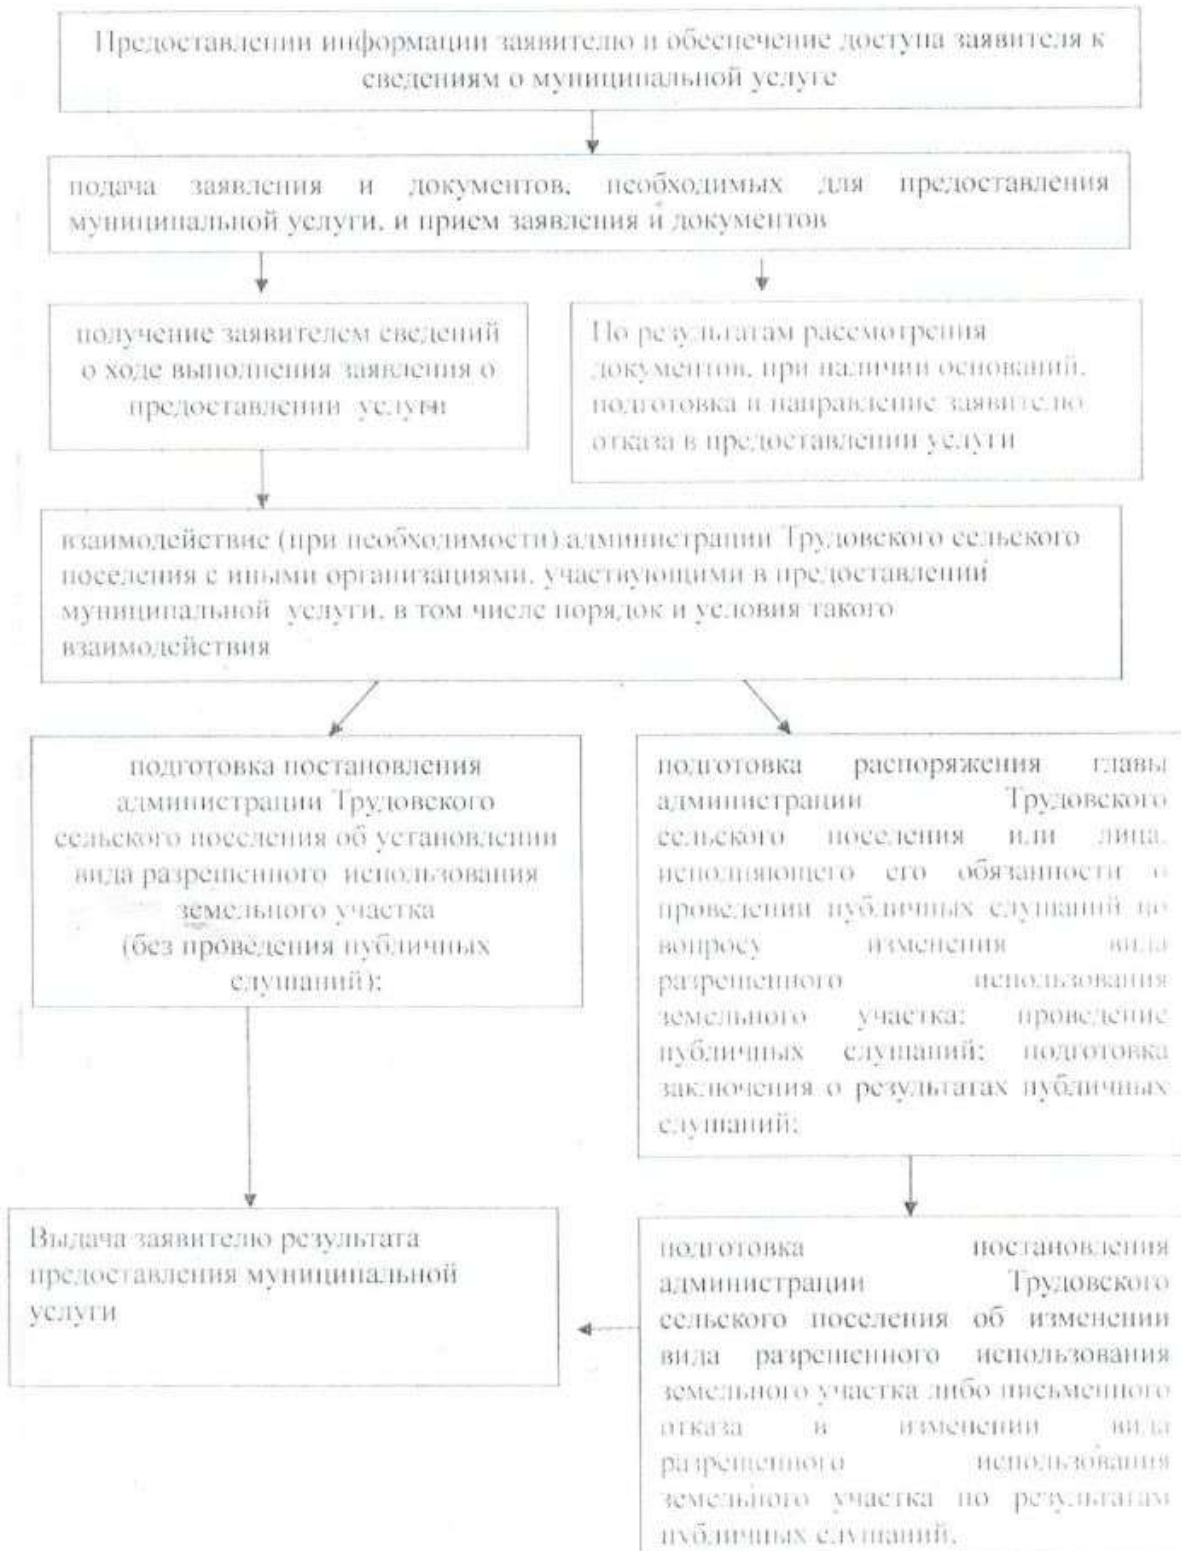 Предоставлении информации заявителю и обеспечение доступа заявителя к
сведениям о муниципальной услуге
подача заявления и документов, необходимых для предоставления
муниципальной услуги, и прием заявления и документов
получение заявителем сведений
о ходе выполнения заявления о
предоставлении услуги
По результатам рассмотрения
документов, при наличии оснований,
подготовка и направление заявителю
отказа в предоставлении услуги
взаимодействие (при необходимости) администрации Трудовского сельского
поселения с иными организациями, участвующими в предоставлении
муниципальной услуги, в том числе порядок и условия такого
взаимодействия
подготовка постановления
администрации Трудовского
сельского поселения об установлении
вида разрешенного использования
земельного участка
(без проведения публичных
слушаний);
подготовка распоряжения главы
администрации Трудовского
сельского поселения или лица,
исполняющего его обязанности о
проведении публичных слушаний по
вопросу изменения вида
разрешенного использования
земельного участка; проведение
публичных слушаний; подготовка
заключения о результатах публичных
слушаний;
Выдача заявителю результата
предоставления муниципальной
услуги
подготовка постановления
администрации Трудовского
сельского поселения об изменении
вида разрешенного использования
земельного участка либо письменного
отказа в изменении вида
разрешенного использования
земельного участка по результатам
публичных слушаний.